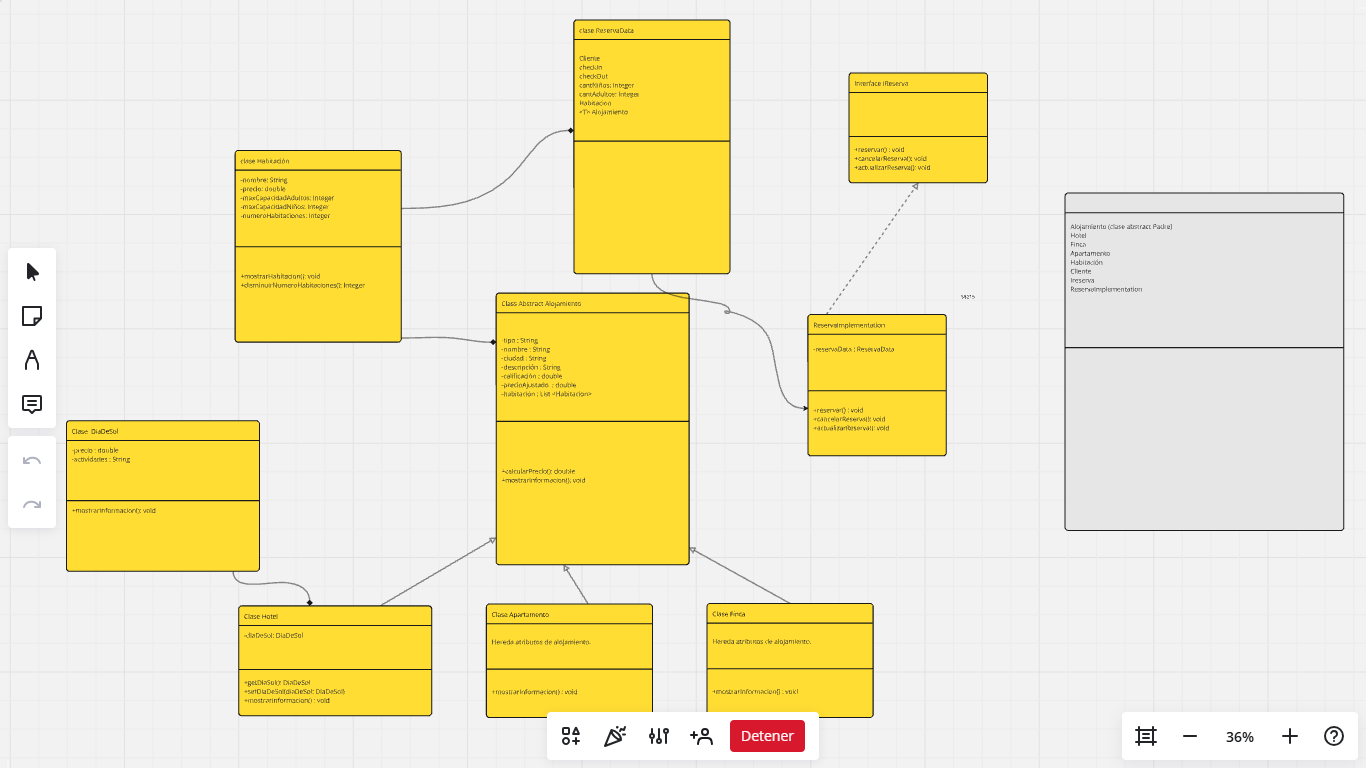 clase ReservaData
Cliente
checkIn
checkOut
cantNiños: Integer
cantAdultos: Integer
Habitacion
<T> Alojamiento
Interface IReserva
+reservar() : void
+cancelarReserva(): void
+actualizarReserva(): void
clase Habitación
-nombre: String
-precio: double
-maxCapacidadAdultos: Integer
-maxCapacidadNiños: Integer
-numeroHabitaciones: Integer
+mostrarHabitacion(): void
+disminuirNumeroHabitaciones(): Integer
Alojamiento (clase abstract Padre)
Hotel
Finca
Apartamento
Habitación
Cliente
Ireserva
ReservaImplementation
Class Abstract Alojamiento
-tipo : String
-nombre : String
-ciudad : String
-descripción : String
-calificación : double
-precioAjustado : double
-habitacion : List <Habitacion>
+calcularPrecio(): double
+mostrarInformacion(): void
ReservaImplementation
-reservaData : ReservaData
+reservar() : void
+cancelarReserva(): void
+actualizarReserva(): void
Clase DiaDeSol
-precio : double
-actividades : String
+mostrarInformacion(): void
Clase Hotel
-diaDeSol: DiaDeSol
+getDiaSol(): DiaDeSol
+setDiaDeSol(diaDeSol: DiaDeSol)
+mostrarInformacion() : void
Clase Apartamento
Hereda atributos de alojamiento.
+mostrarInformacion() : void
Clase Finca
Hereda atributos de alojamiento.
+mostrarInformacion() : void
Detener
36%